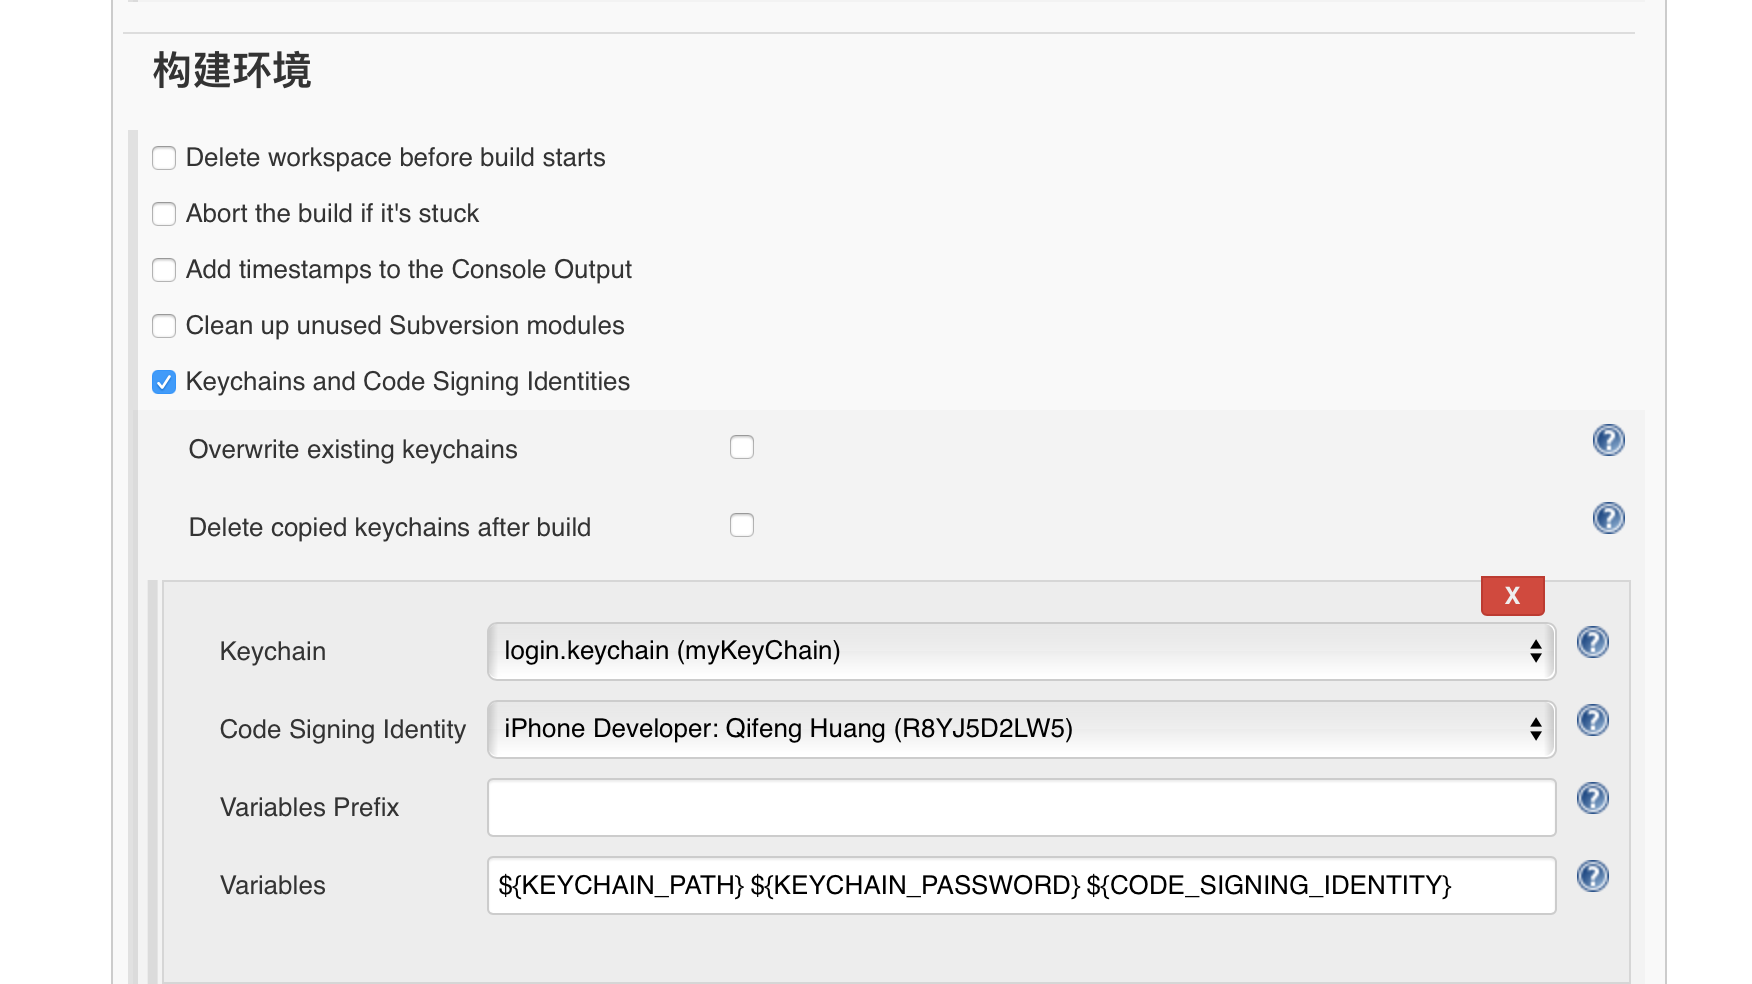 构建环境
Delete workspace before build starts
Abort the build if it's stuck
Add timestamps to the Console Output
Clean up unused Subversion modules
Keychains and Code Signing Identities
Overwrite existing keychains
?
Delete copied keychains after build
?
X
Keychain login.keychain (myKeyChain)
?
Code Signing Identity iPhone Developer: Qifeng Huang (R8YJ5D2LW5)
?
Variables Prefix
?
Variables ${KEYCHAIN_PATH} ${KEYCHAIN_PASSWORD} ${CODE_SIGNING_IDENTITY}
?